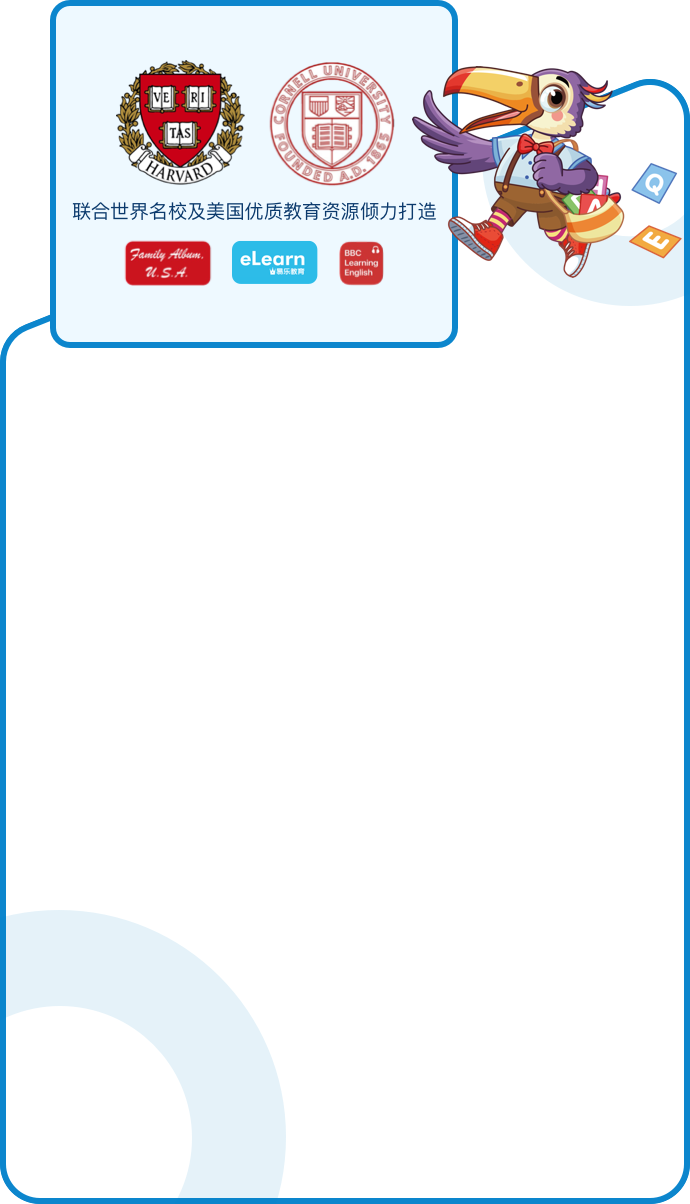 VE RI
TAS
HARVARD
CORNELL UNIVERSITY
FOUNDED A.D. 1865
联合世界名校及美国优质教育资源倾力打造
Family Album,
U.S.A.
eLearn
易乐教育
BBC
Learning
English
Q
A
E